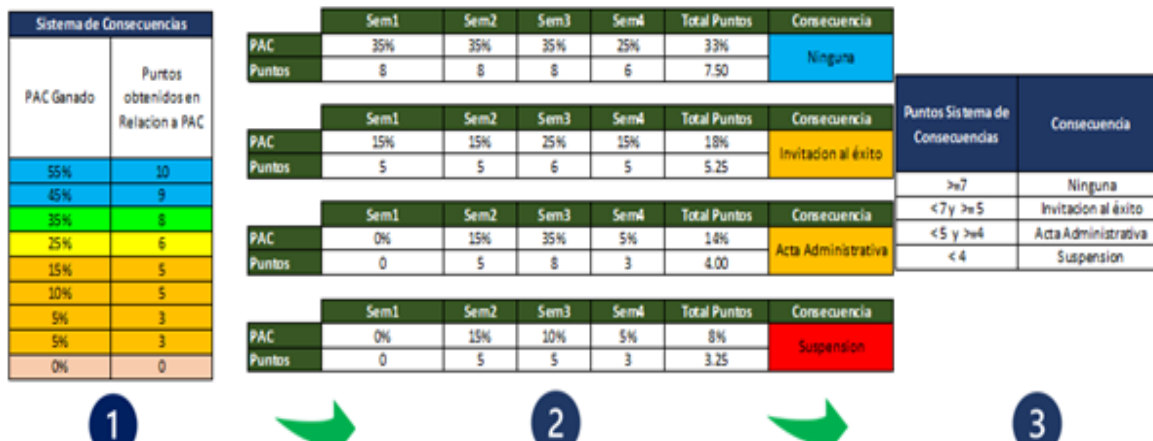 Sistema de Consecuencias
PAC Ganado Puntos obtenidos en Relacion a PAC
55% 10
45% 9
35% 8
25% 6
15% 5
10% 5
5% 3
5% 3
0% 0
1
Sem1 Sem2 Sem3 Sem4 Total Puntos Consecuencia
PAC 35% 35% 35% 25% 33% Ninguna
Puntos 8 8 8 6 7.50
Sem1 Sem2 Sem3 Sem4 Total Puntos Consecuencia
PAC 15% 15% 25% 15% 18% Invitacion al éxito
Puntos 5 5 6 5 5.25
Sem1 Sem2 Sem3 Sem4 Total Puntos Consecuencia
PAC 0% 15% 35% 5% 14% Acta Administrativa
Puntos 0 5 8 3 4.00
Sem1 Sem2 Sem3 Sem4 Total Puntos Consecuencia
PAC 0% 15% 10% 5% 8% Suspension
Puntos 0 5 5 3 3.25
2
Puntos Sistema de Consecuencias Consecuencia
>=7 Ninguna
<7 y >=5 Invitacion al éxito
<5 y >=4 Acta Administrativa
<4 Suspension
3